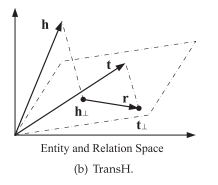 h
t
r
h⊥
t⊥
Entity and Relation Space
(b) TransH.